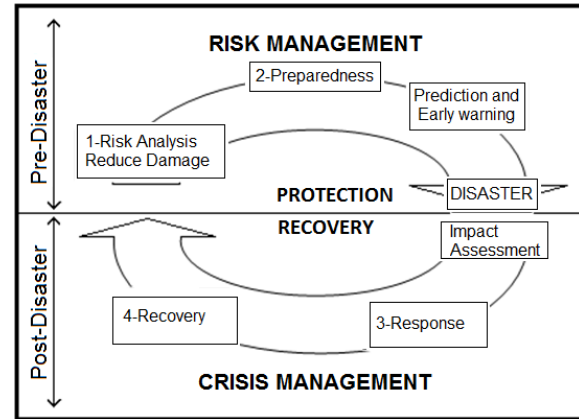 RISK MANAGEMENT
2-Preparedness
Prediction and
Early warning
1-Risk Analysis
Reduce Damage
Pre-Disaster
PROTECTION
DISASTER
RECOVERY
Impact
Assessment
4-Recovery
3-Response
Post-Disaster
CRISIS MANAGEMENT